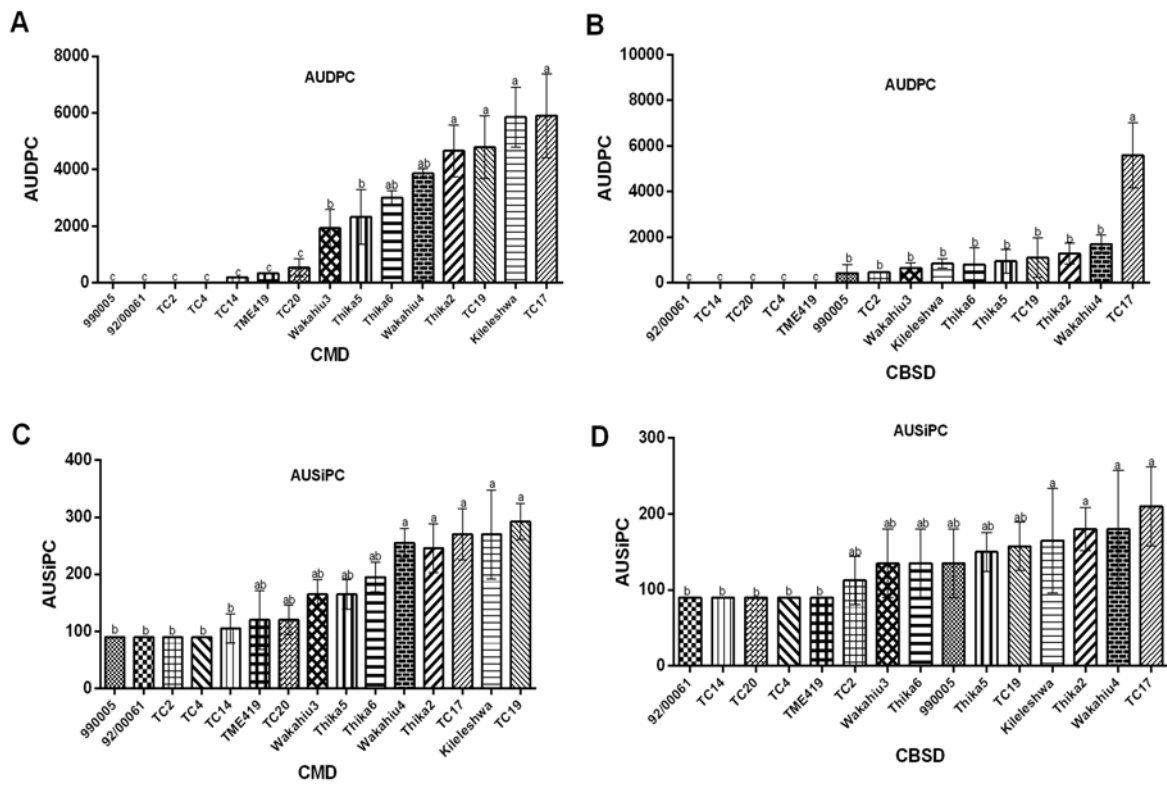 A
AUDPC
8000
6000
4000
2000
0
AUDPC
c c c c c c c b b ab ab a a a a
990005 92/00061 TC2 TC4 TC14 TME419 TC20 Wakahiu3 Thika5 Thika6 Wakahiu4 Thika2 TC19 Kileleshwa TC17
CMD
B
AUDPC
10000
8000
6000
4000
2000
0
AUDPC
c c c c c b b b b b b b b b a
92/00061 TC14 TC20 TC4 TME419 990005 TC2 Wakahiu3 Kileleshwa Thika6 Thika5 TC19 Thika2 Wakahiu4 TC17
CBSD
C
AUSiPC
400
300
200
100
0
AUSiPC
b b b b b ab ab ab ab ab a a a a a
990005 92/00061 TC2 TC4 TC14 TME419 TC20 Wakahiu3 Thika5 Thika6 Wakahiu4 Thika2 TC17 Kileleshwa TC19
CMD
D
AUSiPC
300
200
100
0
AUSiPC
b b b b b ab ab ab ab ab ab a a a a
92/00061 TC14 TC20 TC4 TME419 TC2 Wakahiu3 Thika6 990005 Thika5 TC19 Kileleshwa Thika2 Wakahiu4 TC17
CBSD